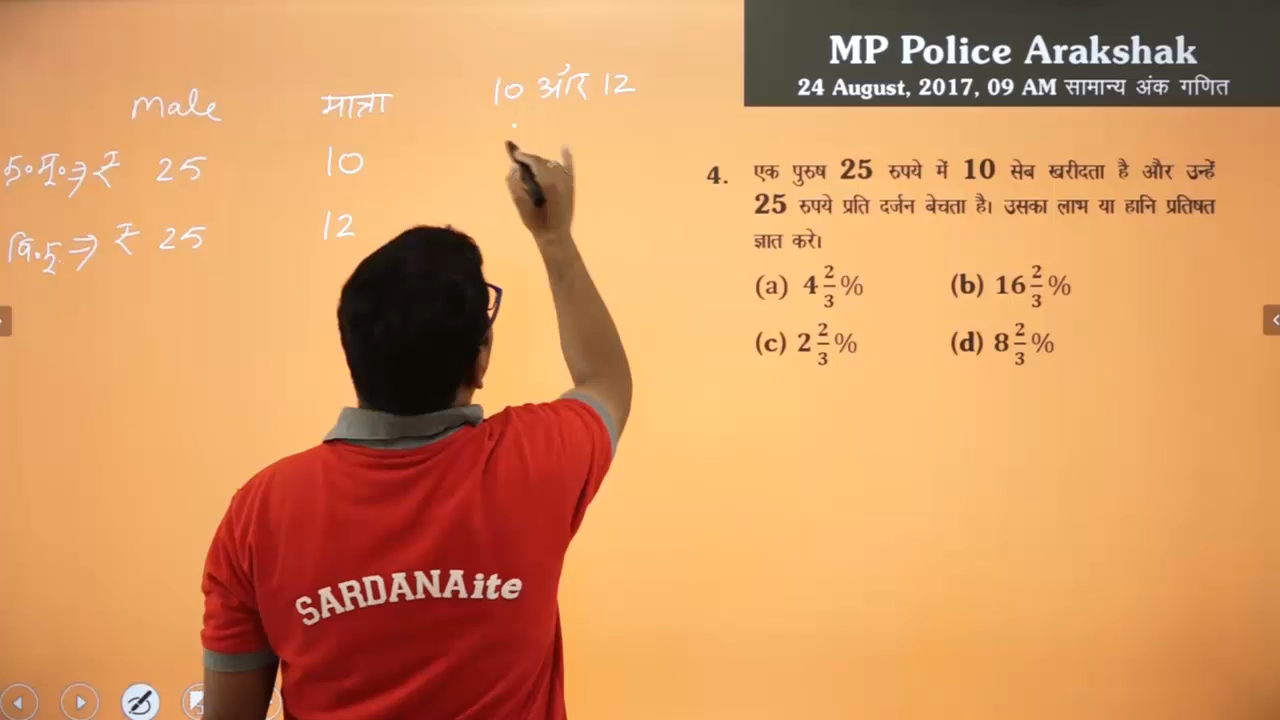 MP Police Arakshak
24 August, 2017, 09 AM सामान्य अंक गणित
Male मात्रा 10 और 12
क्र॰मू॰→ ₹ 25 10
वि.मू.→ ₹ 25 12
4. एक पुरुष 25 रुपये में 10 सेब खरीदता है और उन्हें
25 रुपये प्रति दर्जन बेचता है। उसका लाभ या हानि प्रतिषत
ज्ञात करे।
(a) 4 2/3 % (b) 16 2/3 %
(c) 2 2/3 % (d) 8 2/3 %
SARDANAite